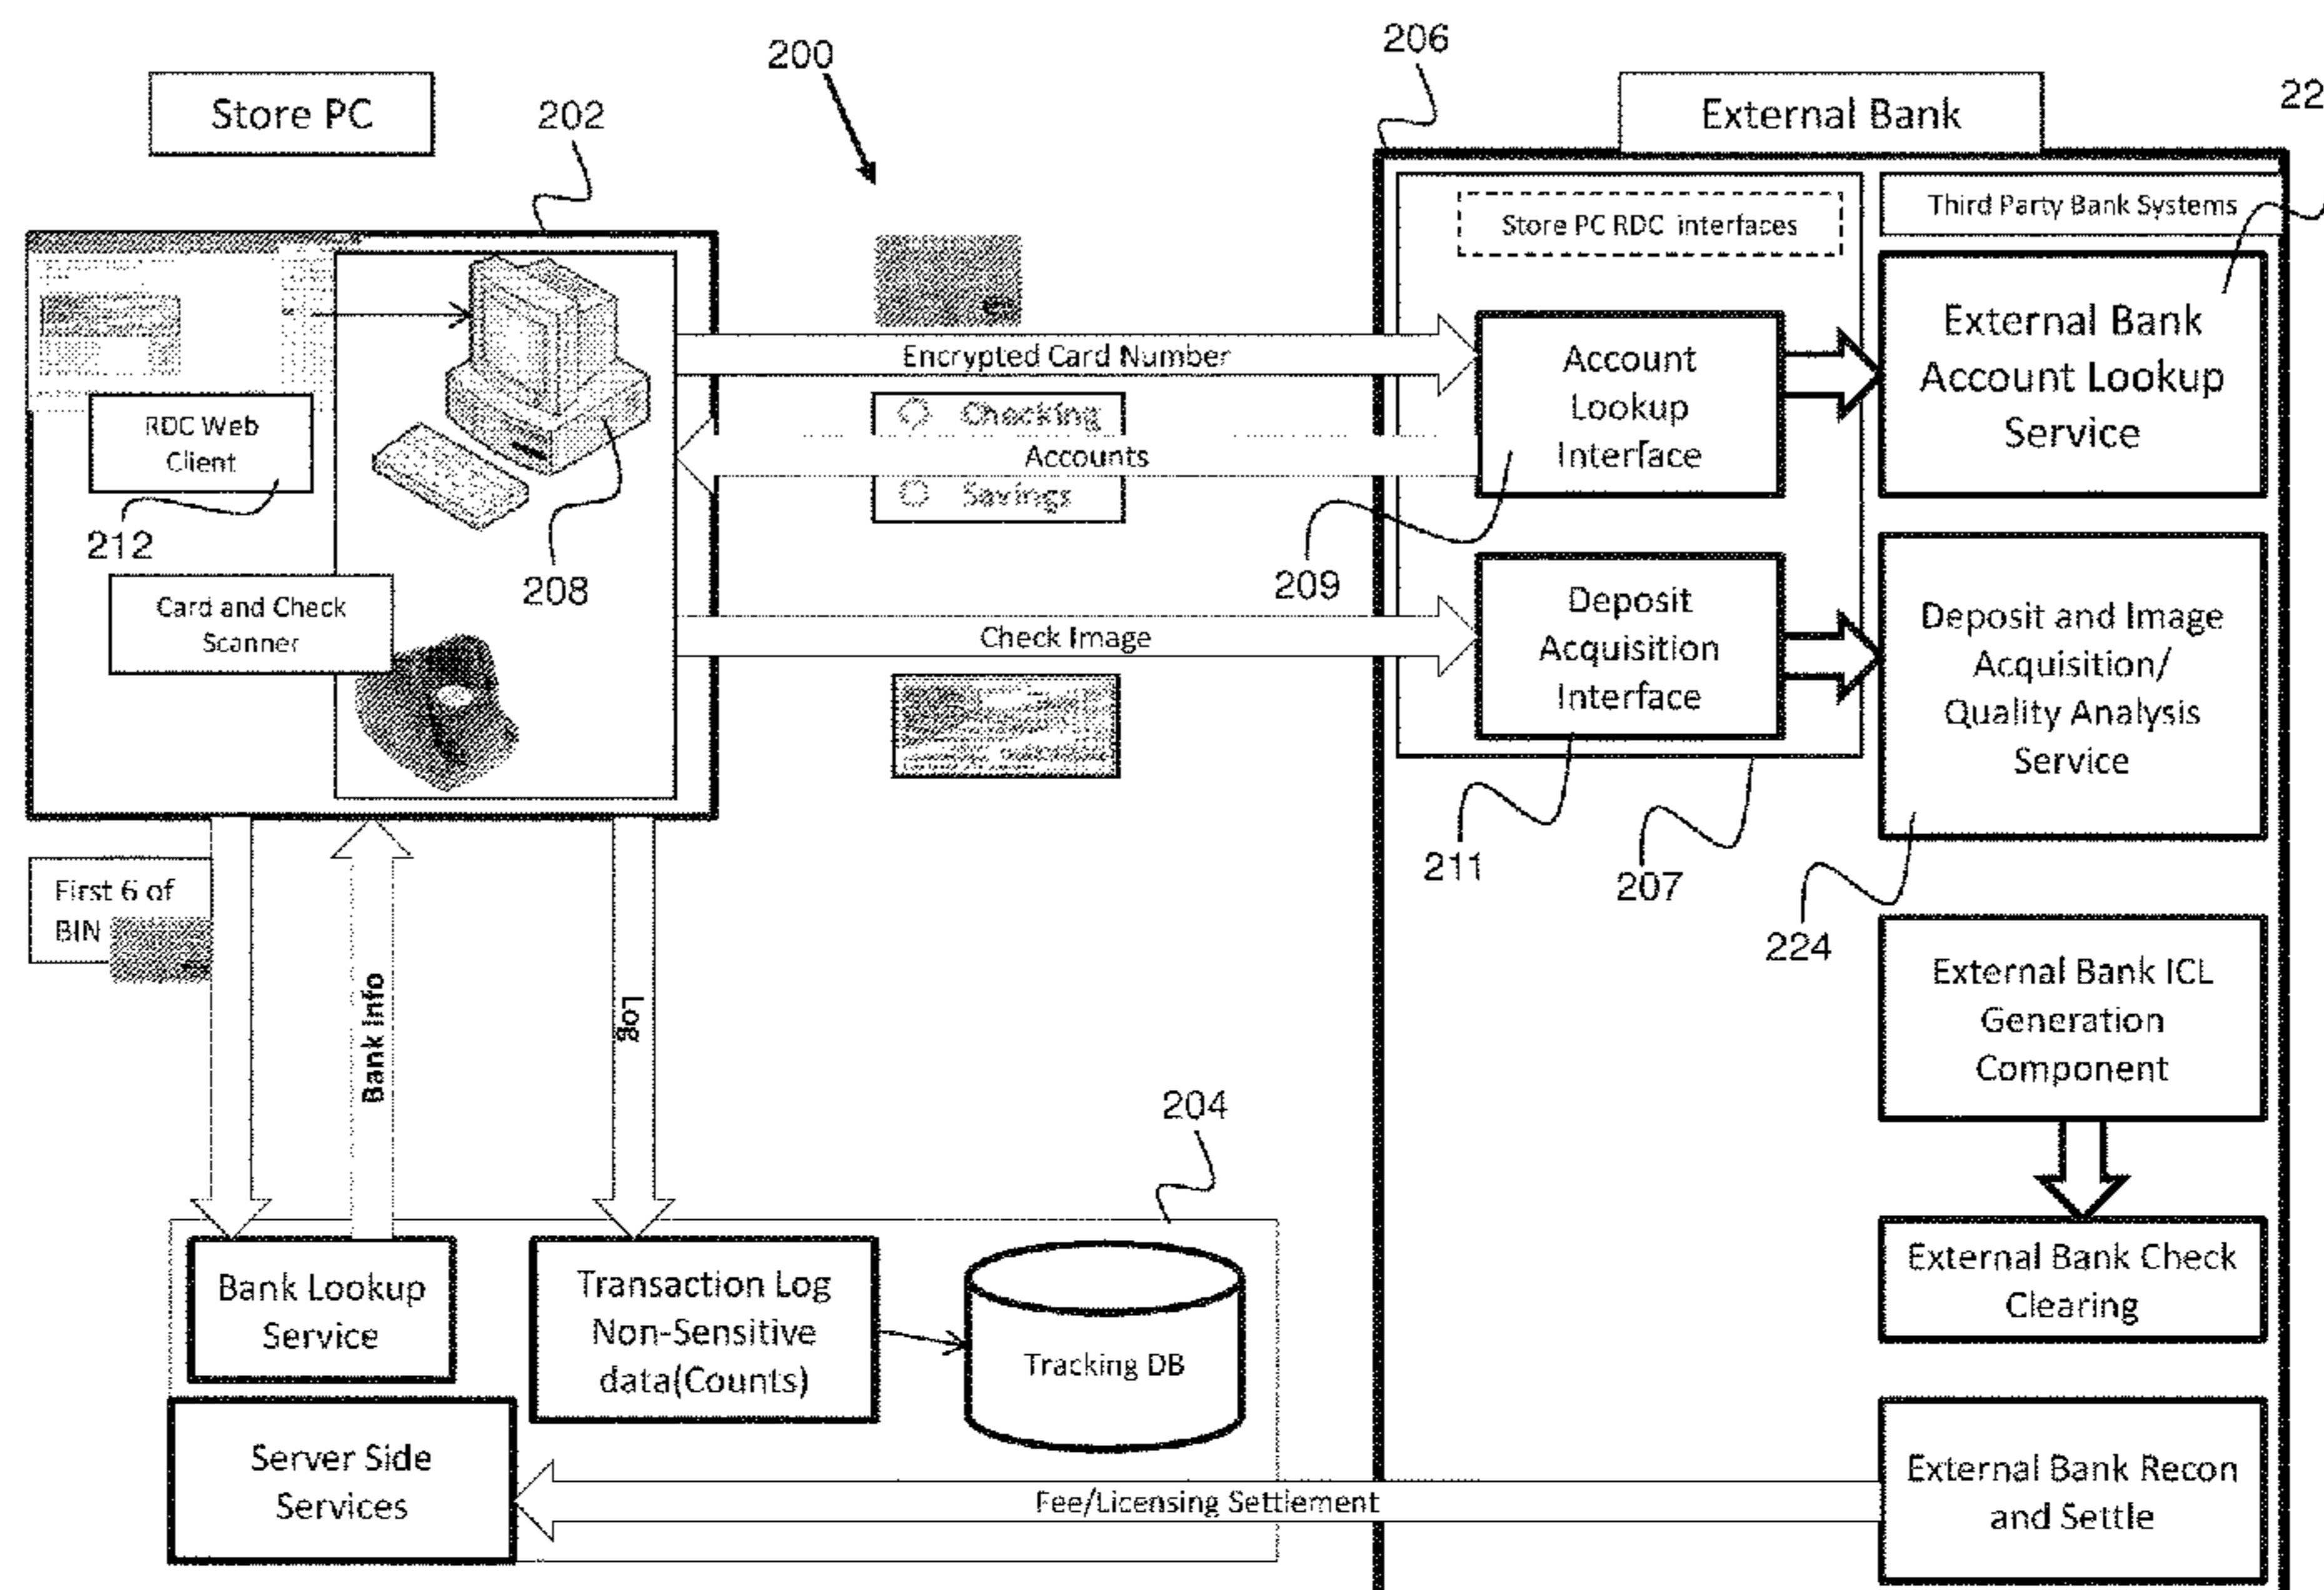 200
206
22
Store PC
202
External Bank
Store PC RDC interfaces
Third Party Bank Systems
Encrypted Card Number
Account
Lookup
Interface
External Bank
Account Lookup
Service
RDC Web
Client
Checking
Accounts
Savings
212
208
209
Card and Check
Scanner
Check Image
Deposit
Acquisition
Interface
Deposit and Image
Acquisition/
Quality Analysis
Service
211
207
224
First 6 of
BIN
Bank Info
Log
External Bank ICL
Generation
Component
204
Bank Lookup
Service
Transaction Log
Non-Sensitive
data(Counts)
Tracking DB
External Bank Check
Clearing
Server Side
Services
Fee/Licensing Settlement
External Bank Recon
and Settle